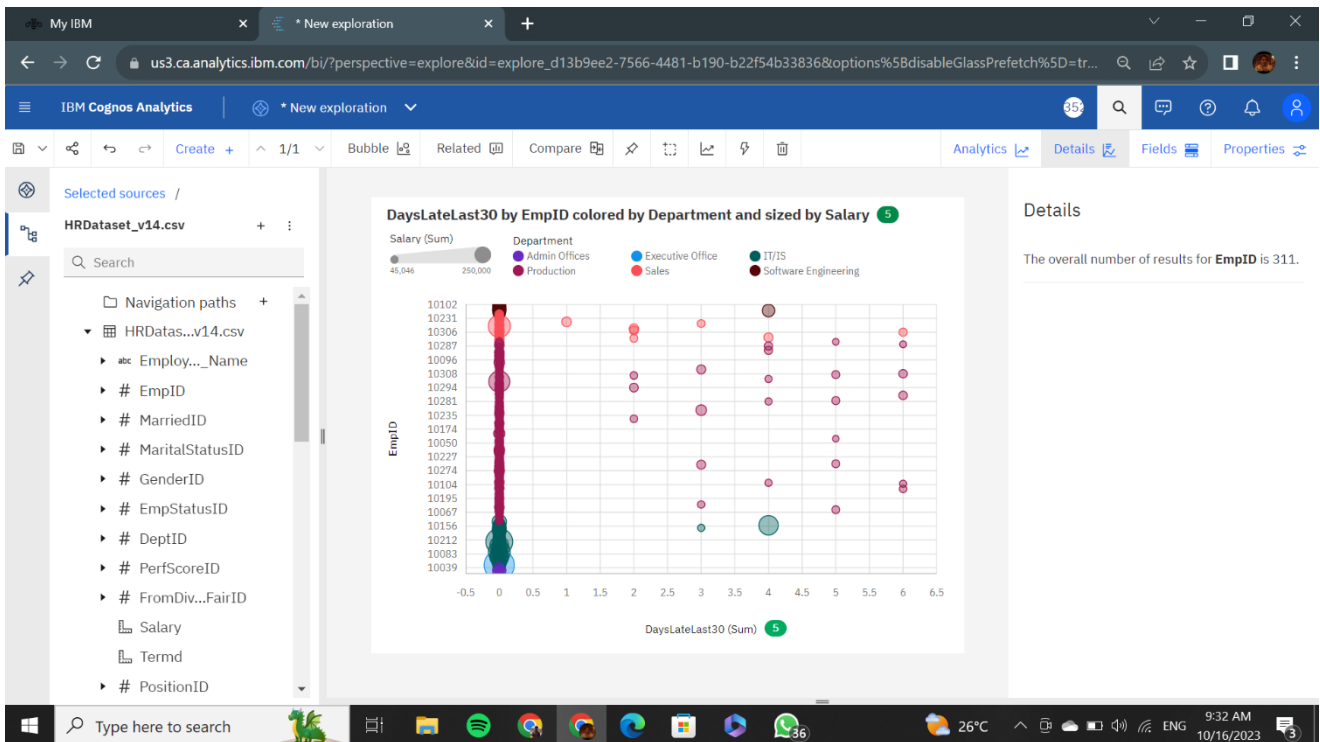 My IBM
* New exploration
us3.ca.analytics.ibm.com/bi/?perspective=explore&id=explore_d13b9ee2-7566-4481-b190-b22f54b33836&options%5BdisableGlassPrefetch%5D=tr...
IBM Cognos Analytics
* New exploration
352
Create +
1/1
Bubble
Related
Compare
Analytics
Details
Fields
Properties
Selected sources /
HRDataset_v14.csv
Search
Navigation paths +
HRDatas...v14.csv
abc Employ..._Name
# EmpID
# MarriedID
# MaritalStatusID
# GenderID
# EmpStatusID
# DeptID
# PerfScoreID
# FromDiv...FairID
Salary
Termd
# PositionID
DaysLateLast30 by EmpID colored by Department and sized by Salary 5
Salary (Sum)
45,046 250,000
Department
Admin Offices Executive Office IT/IS
Production Sales Software Engineering
EmpID
10102
10231
10306
10287
10096
10308
10294
10281
10235
10174
10050
10227
10274
10104
10195
10067
10156
10212
10083
10039
-0.5 0 0.5 1 1.5 2 2.5 3 3.5 4 4.5 5 5.5 6 6.5
DaysLateLast30 (Sum) 5
Details
The overall number of results for EmpID is 311.
Type here to search
36
26°C
ENG
9:32 AM
10/16/2023
3